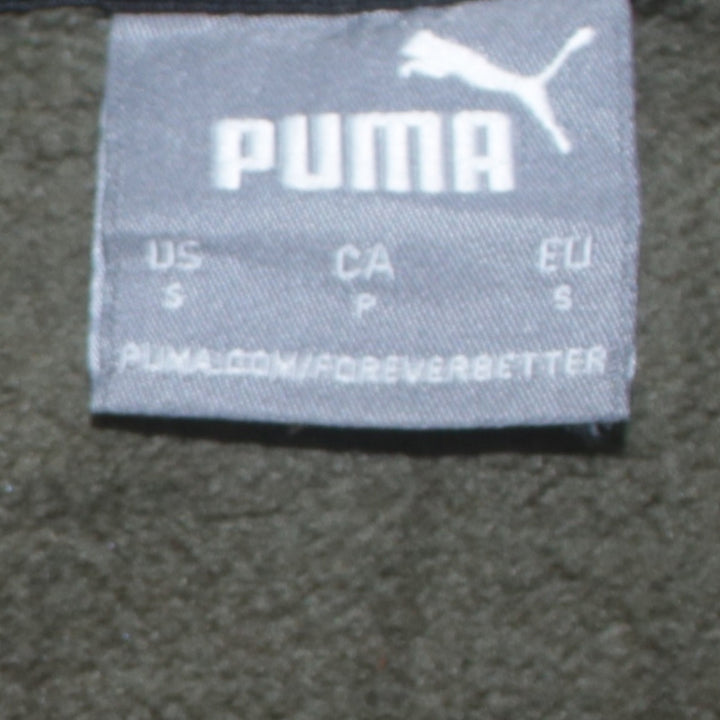 PUMA
US CA EU
S P S
PUMA.COM/FOREVERBETTER